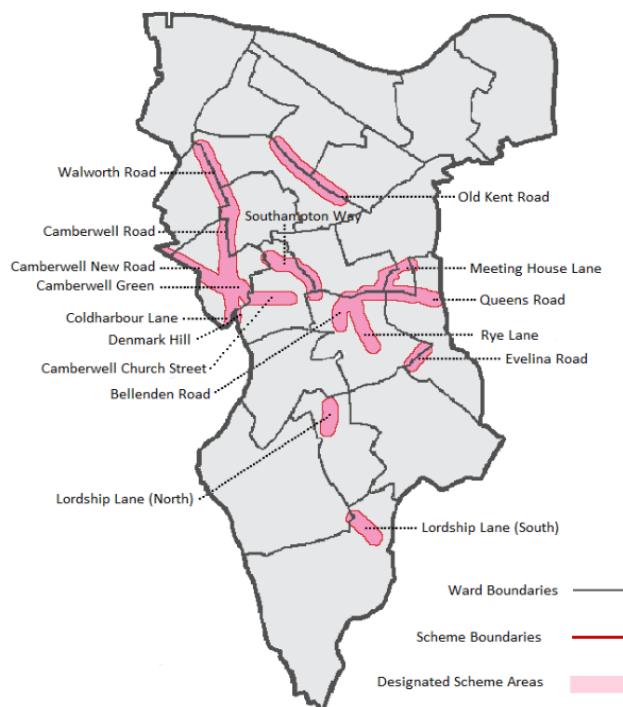 Walworth Road
Old Kent Road
Southampton Way
Camberwell Road
Camberwell New Road
Meeting House Lane
Camberwell Green
Queens Road
Coldharbour Lane
Denmark Hill
Rye Lane
Camberwell Church Street
Evelina Road
Bellenden Road
Lordship Lane (North)
Lordship Lane (South)
Ward Boundaries
Scheme Boundaries
Designated Scheme Areas